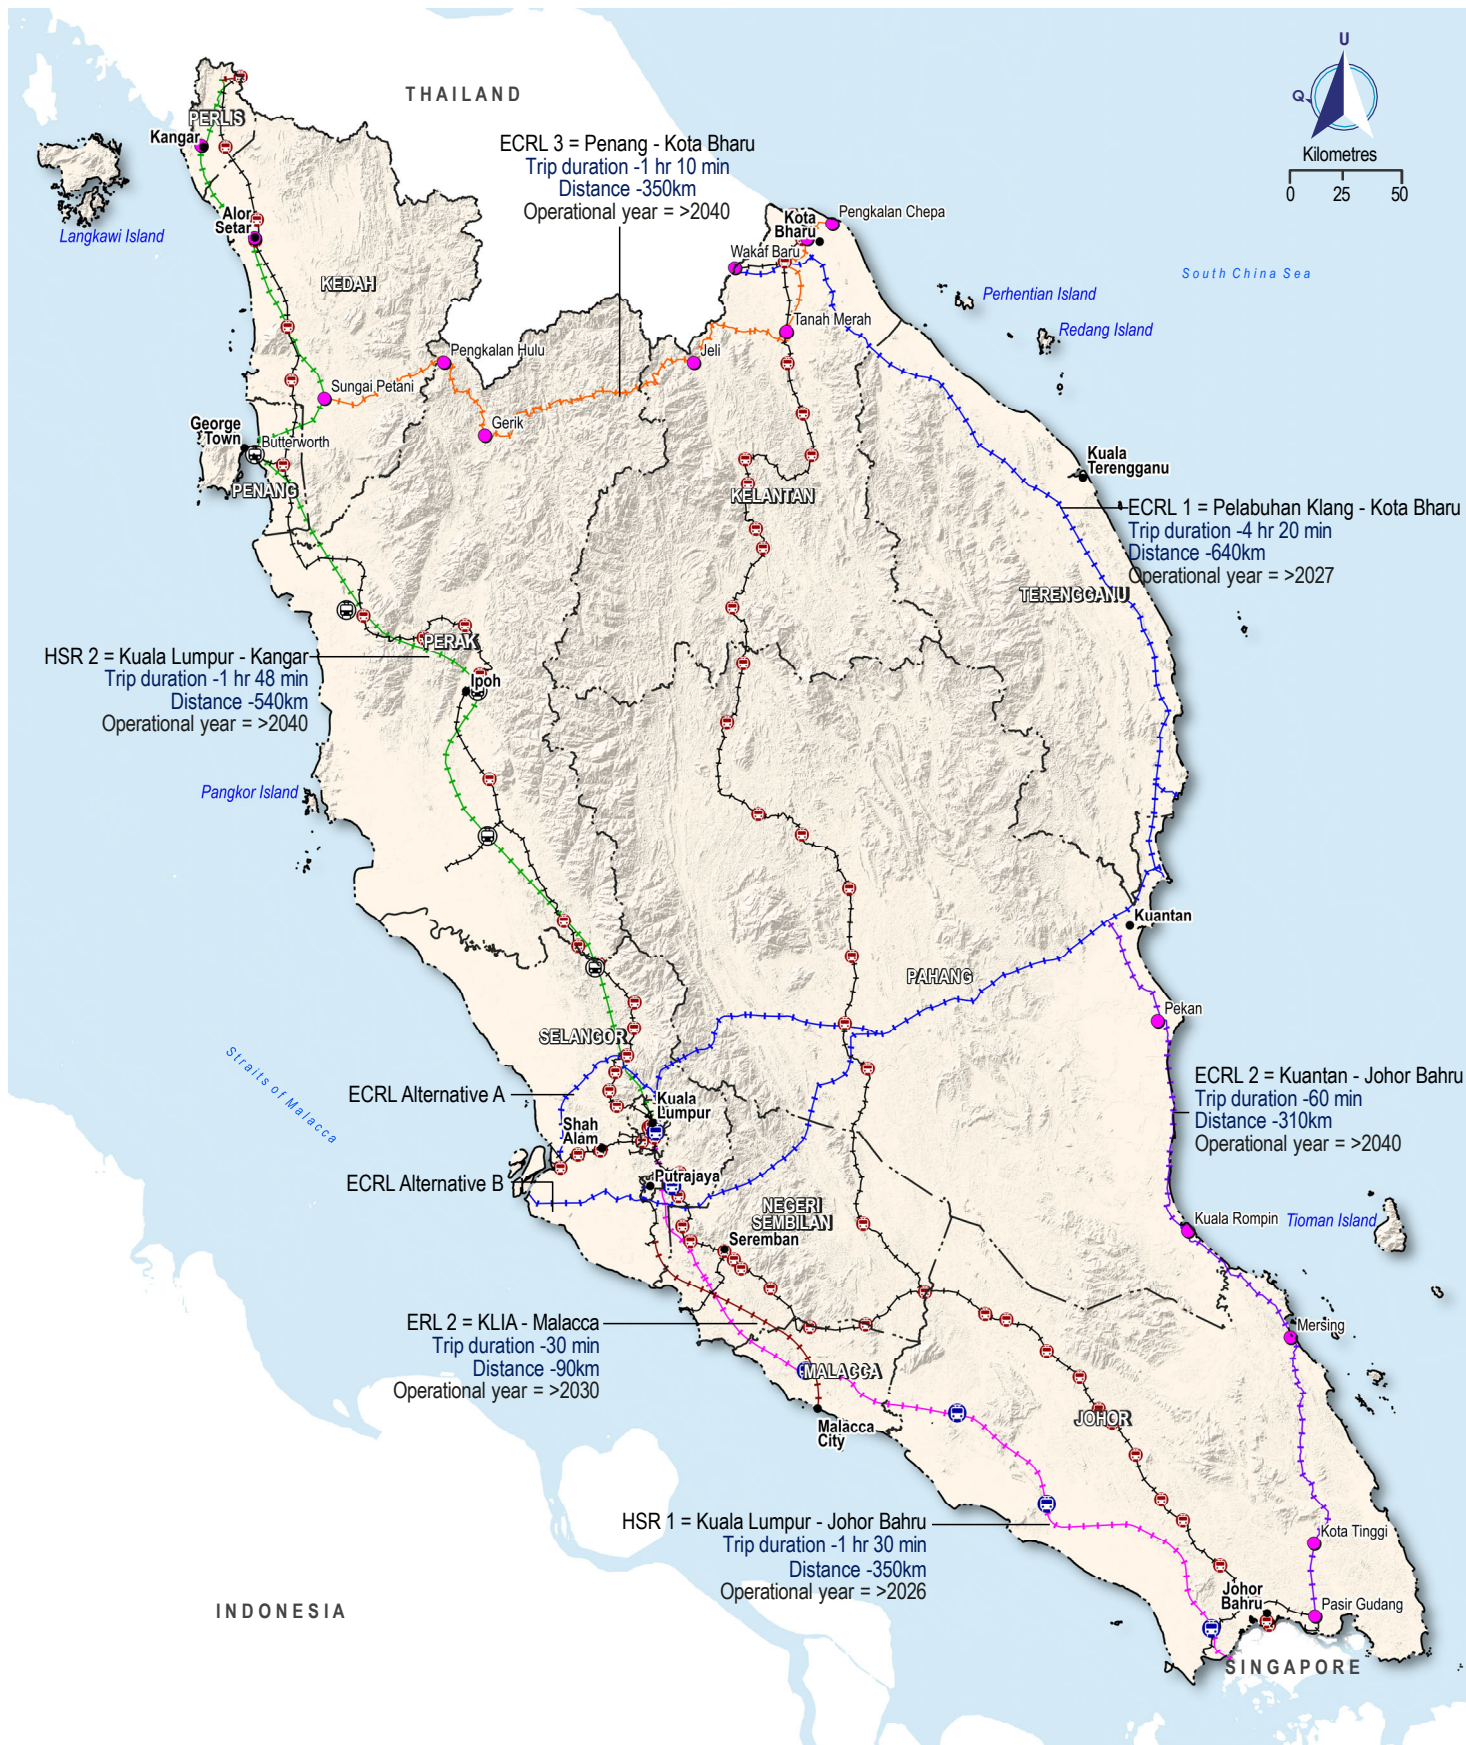 U
Q
Kilometres
0 25 50
THAILAND
PERLIS
Kangar
ECRL 3 = Penang - Kota Bharu
Trip duration -1 hr 10 min
Distance -350km
Operational year = >2040
Alor
Setar
Langkawi Island
KEDAH
Kota
Bharu
Pengkalan Chepa
Wakaf Baru
South China Sea
Perhentian Island
Redang Island
Tanah Merah
Pengkalan Hulu
Jeli
Sungai Petani
Gerik
George
Town
Butterworth
PENANG
KELANTAN
Kuala
Terengganu
ECRL 1 = Pelabuhan Klang - Kota Bharu
Trip duration -4 hr 20 min
Distance -640km
Operational year = >2027
TERENGGANU
PERAK
HSR 2 = Kuala Lumpur - Kangar
Trip duration -1 hr 48 min
Distance -540km
Operational year = >2040
Ipoh
Pangkor Island
Kuantan
PAHANG
Pekan
SELANGOR
Straits of Malacca
ECRL Alternative A
Kuala
Lumpur
Shah
Alam
ECRL 2 = Kuantan - Johor Bahru
Trip duration -60 min
Distance -310km
Operational year = >2040
ECRL Alternative B
Putrajaya
NEGERI
SEMBILAN
Seremban
Kuala Rompin
Tioman Island
ERL 2 = KLIA - Malacca
Trip duration -30 min
Distance -90km
Operational year = >2030
Mersing
MALACCA
Malacca
City
JOHOR
HSR 1 = Kuala Lumpur - Johor Bahru
Trip duration -1 hr 30 min
Distance -350km
Operational year = >2026
Kota Tinggi
Johor
Bahru
Pasir Gudang
INDONESIA
SINGAPORE